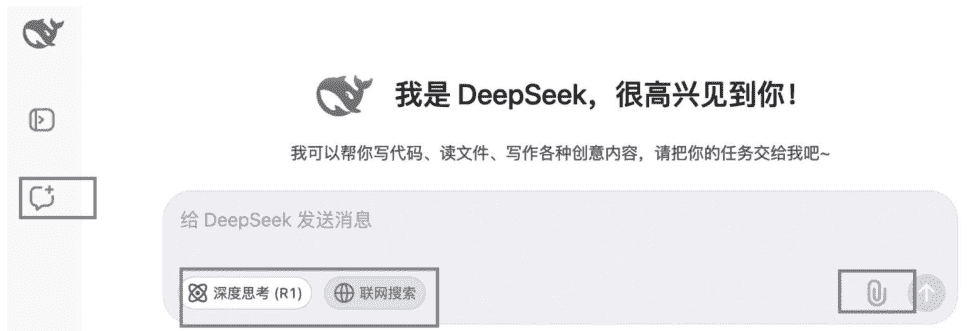 我是 DeepSeek，很高兴见到你！
我可以帮你写代码、读文件、写作各种创意内容，请把你的任务交给我吧~
给 DeepSeek 发送消息
深度思考 (R1) 联网搜索